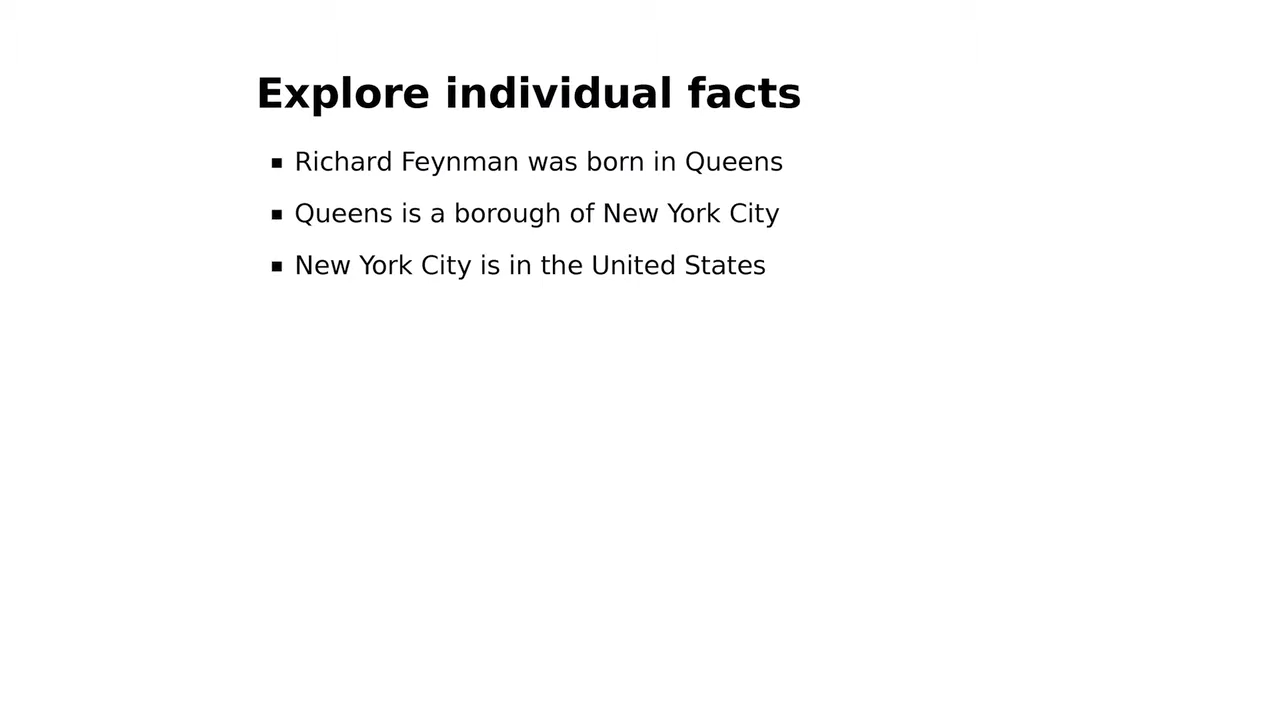 Explore individual facts
▪ Richard Feynman was born in Queens
▪ Queens is a borough of New York City
▪ New York City is in the United States